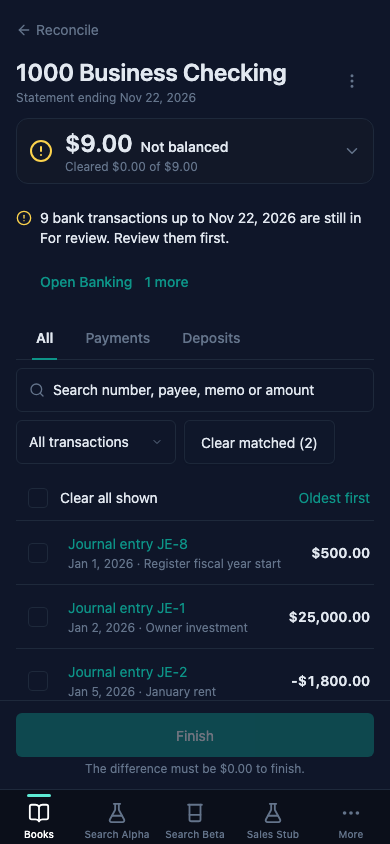 Reconcile
1000 Business Checking
Statement ending Nov 22, 2026
$9.00 Not balanced
Cleared $0.00 of $9.00
9 bank transactions up to Nov 22, 2026 are still in
For review. Review them first.
Open Banking 1 more
All Payments Deposits
Search number, payee, memo or amount
All transactions Clear matched (2)
Clear all shown Oldest first
Journal entry JE-8
$500.00
Jan 1, 2026 · Register fiscal year start
Journal entry JE-1
$25,000.00
Jan 2, 2026 · Owner investment
Journal entry JE-2
-$1,800.00
Jan 5, 2026 · January rent
Finish
The difference must be $0.00 to finish.
Books Search Alpha Search Beta Sales Stub More